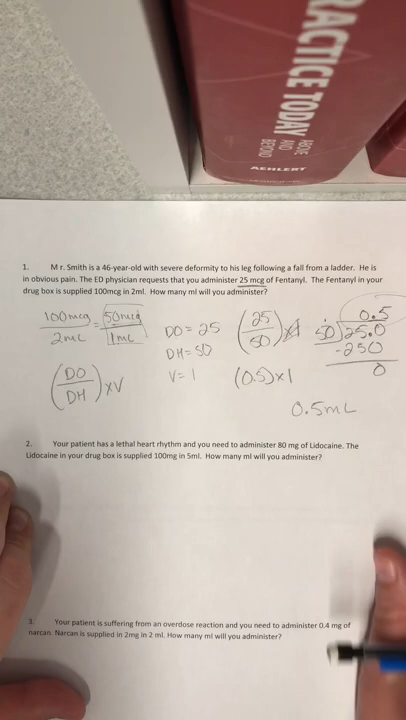 PRACTICE TODAY
ABOVE
AND
BEYOND
AEHLERT
1. Mr. Smith is a 46-year-old with severe deformity to his leg following a fall from a ladder. He is
in obvious pain. The ED physician requests that you administer 25 mcg of Fentanyl. The Fentanyl in your
drug box is supplied 100mcg in 2ml. How many ml will you administer?
100mcg = 50mcg
2mL 1mL
(DO/DH) x V
DO = 25
DH = 50
V = 1
(25/50) x 1
(0.5) x 1
0.5
50)25.0
-250
0
0.5mL
2. Your patient has a lethal heart rhythm and you need to administer 80 mg of Lidocaine. The
Lidocaine in your drug box is supplied 100mg in 5ml. How many ml will you administer?
3. Your patient is suffering from an overdose reaction and you need to administer 0.4 mg of
narcan. Narcan is supplied in 2mg in 2 ml. How many ml will you administer?